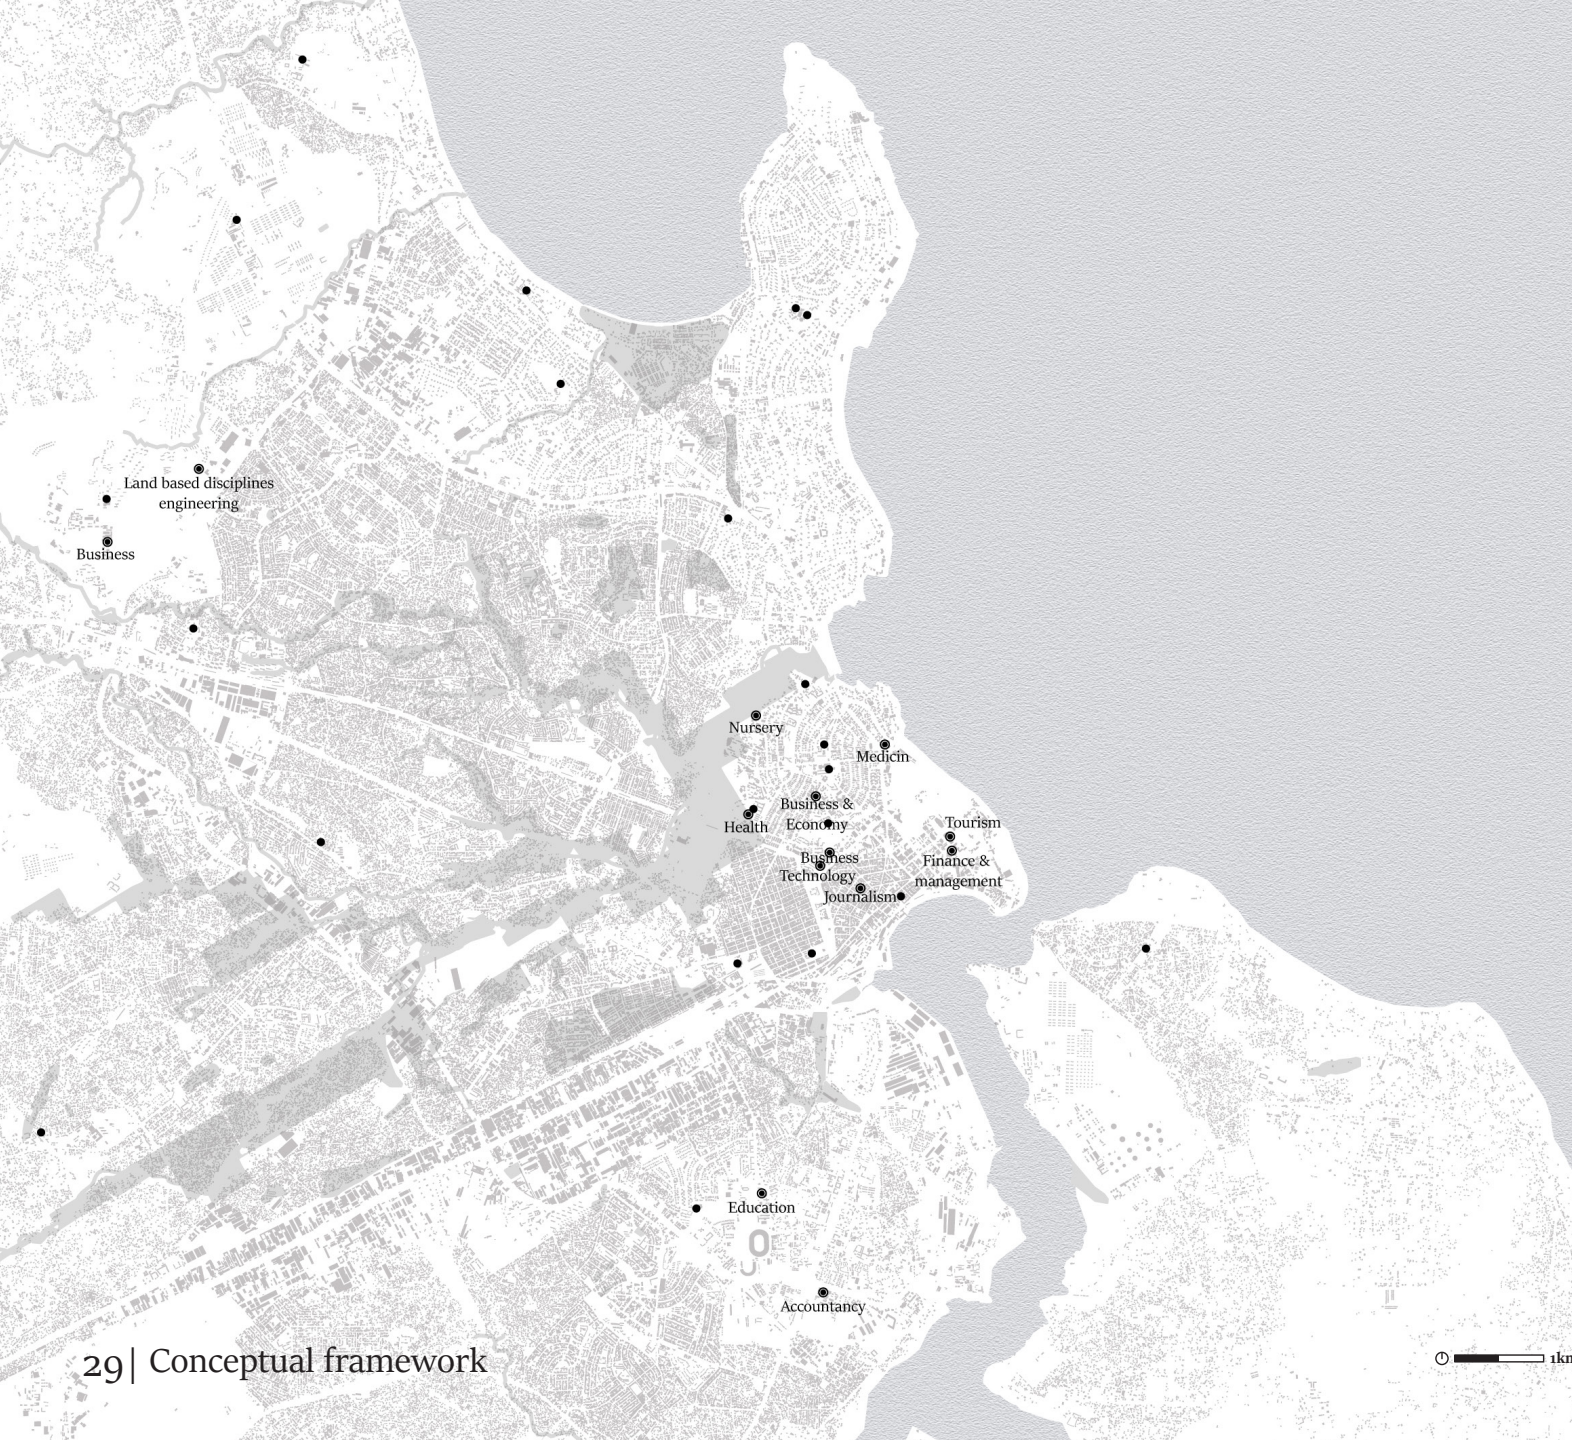 Land based disciplines
engineering
Business
Nursery
Medicin
Business &
Economy
Health
Tourism
Business
Finance &
management
Technology
Journalism
Education
Accountancy
29| Conceptual framework
1km